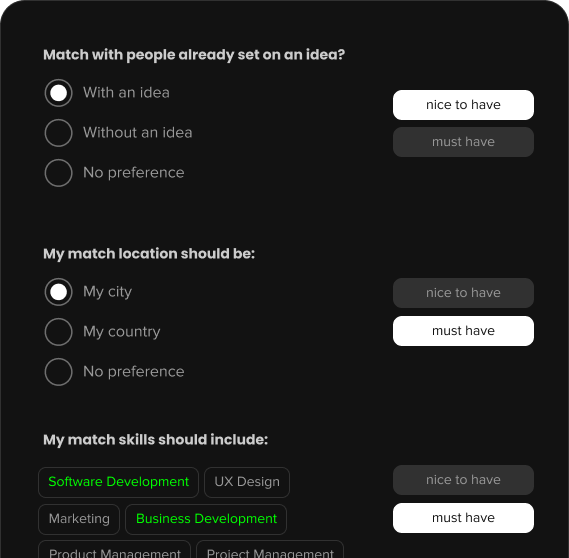 Match with people already set on an idea?
With an idea
nice to have
Without an idea
must have
No preference
My match location should be:
My city
nice to have
My country
must have
No preference
My match skills should include:
Software Development
UX Design
nice to have
Marketing
Business Development
must have
Product Management
Project Management